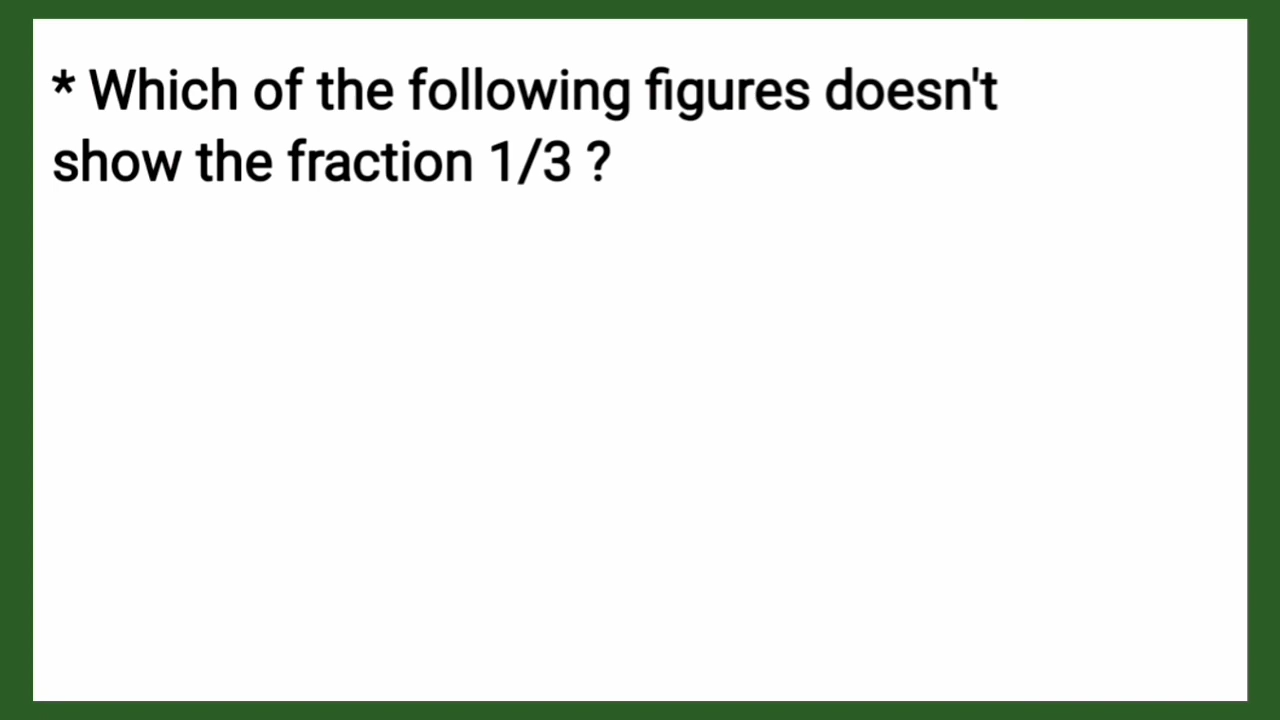 * Which of the following figures doesn't
show the fraction 1/3 ?